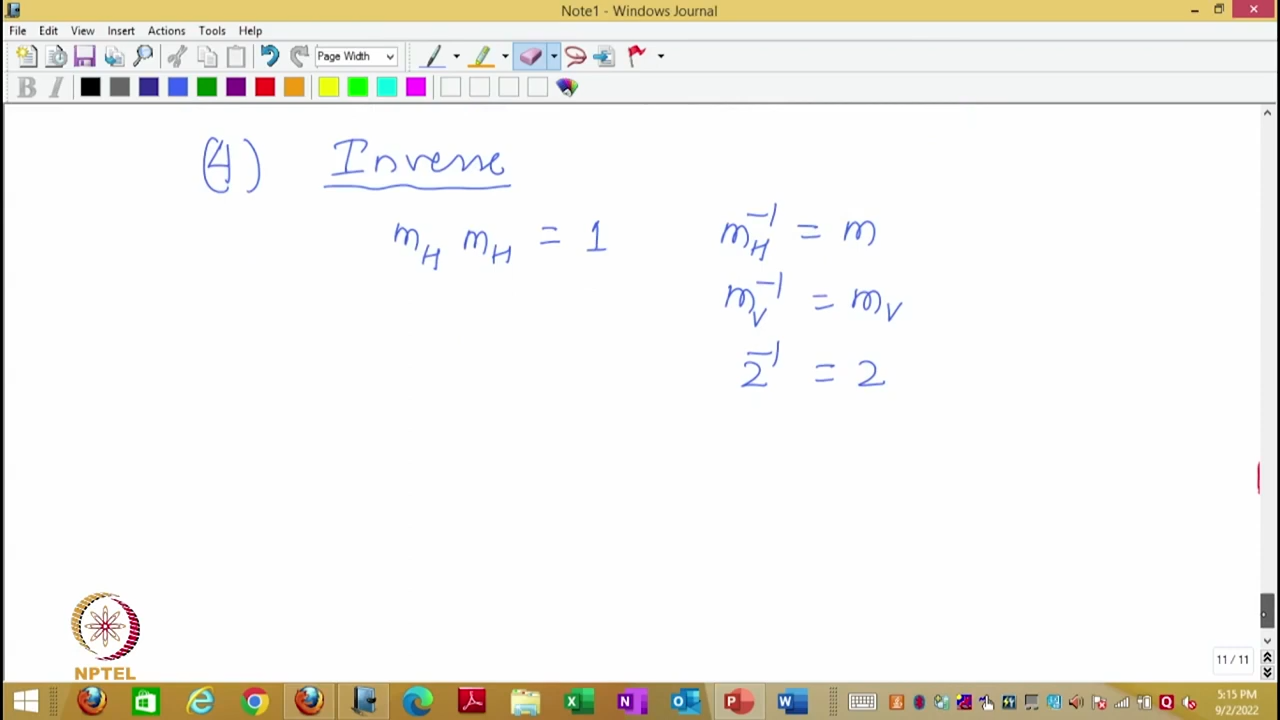 Note1 - Windows Journal
File Edit View Insert Actions Tools Help
Page Width
B I
(4) Inverse
m_H m_H = 1 m_H^{-1} = m
m_V^{-1} = m_V
2^{-1} = 2
NPTEL
11 / 11
5:15 PM
9/2/2022